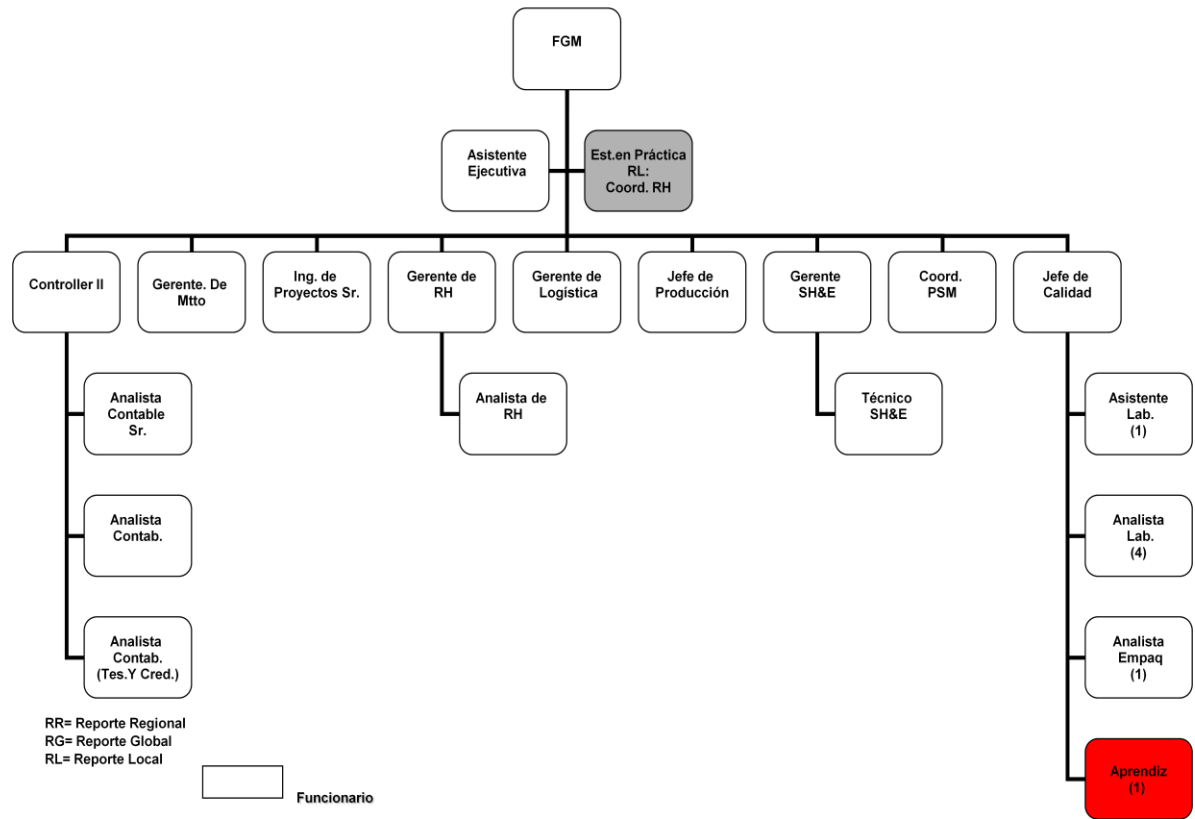 FGM
Asistente
Ejecutiva
Est.en Práctica
RL:
Coord. RH
Controller II
Gerente. De
Mtto
Ing. de
Proyectos Sr.
Gerente de
RH
Gerente de
Logística
Jefe de
Producción
Gerente
SH&E
Coord.
PSM
Jefe de
Calidad
Analista
Contable
Sr.
Analista de
RH
Técnico
SH&E
Asistente
Lab.
(1)
Analista
Contab.
Analista
Lab.
(4)
Analista
Contab.
(Tes.Y Cred.)
Analista
Empaq
(1)
Aprendiz
(1)
RR= Reporte Regional
RG= Reporte Global
RL= Reporte Local
Funcionario